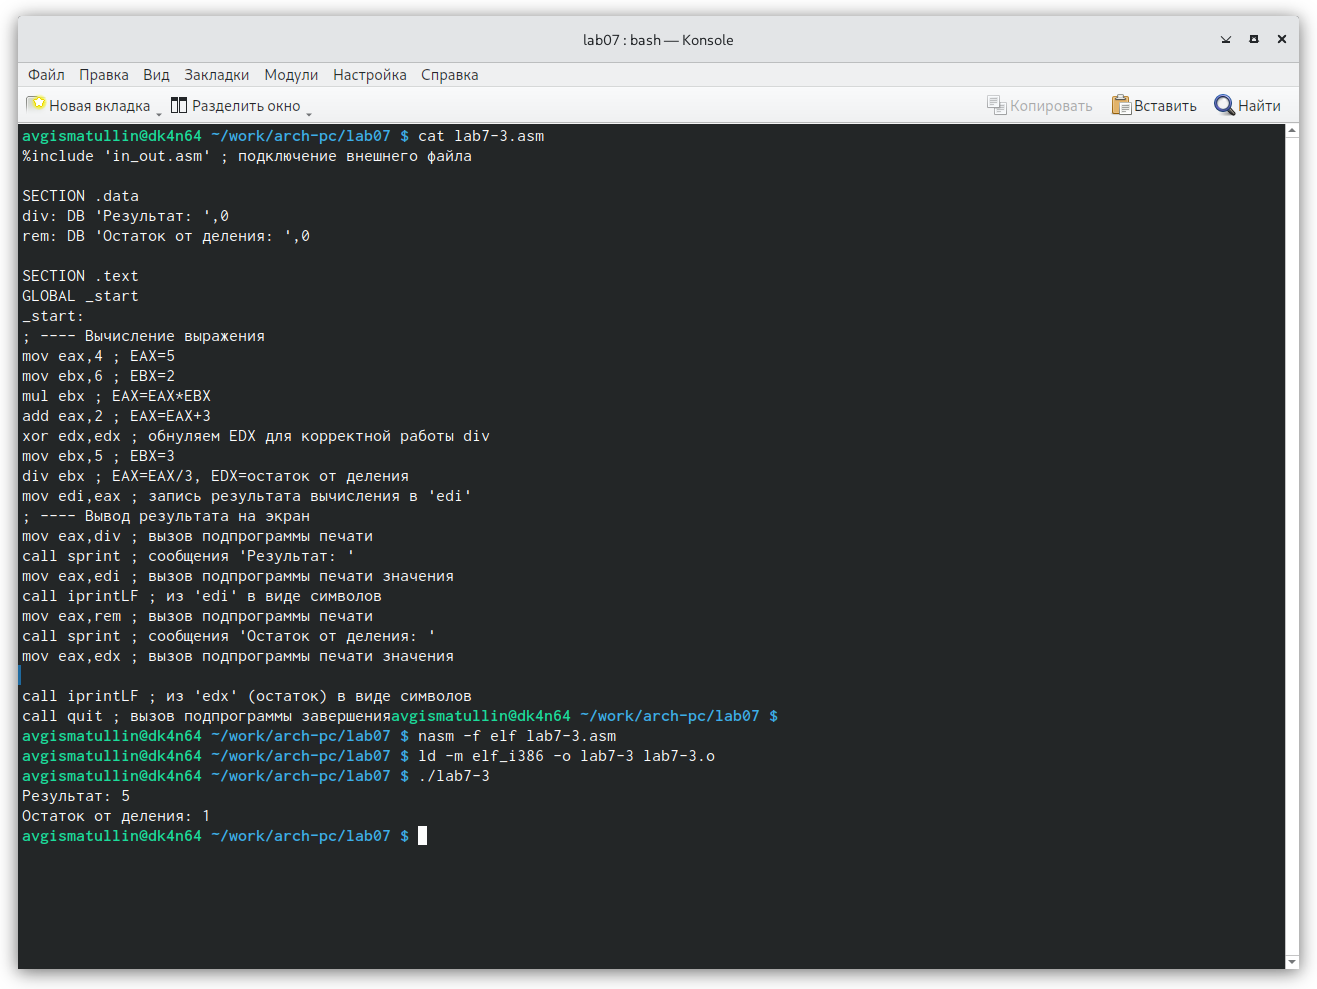 lab07 : bash — Konsole
Файл Правка Вид Закладки Модули Настройка Справка
Новая вкладка Разделить окно Копировать Вставить Найти
avgismatullin@dk4n64 ~/work/arch-pc/lab07 $ cat lab7-3.asm
%include 'in_out.asm' ; подключение внешнего файла
SECTION .data
div: DB 'Результат: ',0
rem: DB 'Остаток от деления: ',0
SECTION .text
GLOBAL _start
_start:
; ---- Вычисление выражения
mov eax,4 ; EAX=5
mov ebx,6 ; EBX=2
mul ebx ; EAX=EAX*EBX
add eax,2 ; EAX=EAX+3
xor edx,edx ; обнуляем EDX для корректной работы div
mov ebx,5 ; EBX=3
div ebx ; EAX=EAX/3, EDX=остаток от деления
mov edi,eax ; запись результата вычисления в 'edi'
; ---- Вывод результата на экран
mov eax,div ; вызов подпрограммы печати
call sprint ; сообщения 'Результат: '
mov eax,edi ; вызов подпрограммы печати значения
call iprintLF ; из 'edi' в виде символов
mov eax,rem ; вызов подпрограммы печати
call sprint ; сообщения 'Остаток от деления: '
mov eax,edx ; вызов подпрограммы печати значения
call iprintLF ; из 'edx' (остаток) в виде символов
call quit ; вызов подпрограммы завершенияavgismatullin@dk4n64 ~/work/arch-pc/lab07 $
avgismatullin@dk4n64 ~/work/arch-pc/lab07 $ nasm -f elf lab7-3.asm
avgismatullin@dk4n64 ~/work/arch-pc/lab07 $ ld -m elf_i386 -o lab7-3 lab7-3.o
avgismatullin@dk4n64 ~/work/arch-pc/lab07 $ ./lab7-3
Результат: 5
Остаток от деления: 1
avgismatullin@dk4n64 ~/work/arch-pc/lab07 $